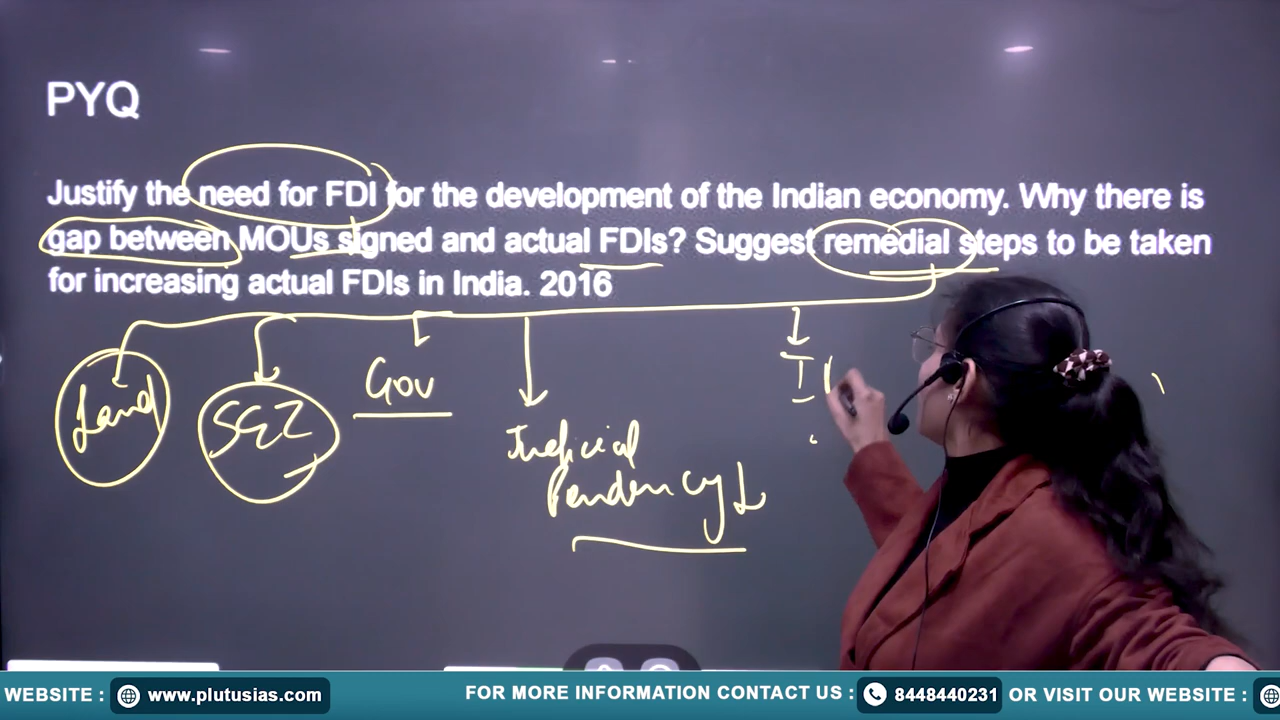 PYQ
Justify the need for FDI for the development of the Indian economy. Why there is
gap between MOUs signed and actual FDIs? Suggest remedial steps to be taken
for increasing actual FDIs in India. 2016
Land
SEZ
Gov
Judicial
Pendency ↓
I
WEBSITE : www.plutusias.com FOR MORE INFORMATION CONTACT US : 8448440231 OR VISIT OUR WEBSITE :